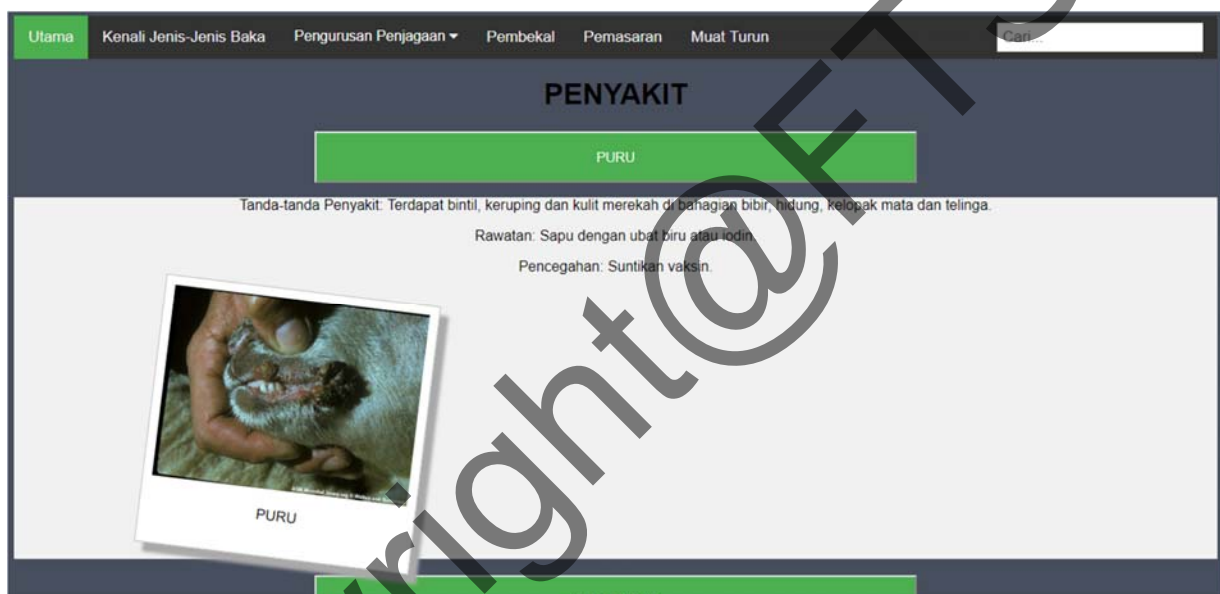 Utama Kenali Jenis-Jenis Baka Pengurusan Penjagaan Pembekal Pemasaran Muat Turun Cari...
PENYAKIT
PURU
Tanda-tanda Penyakit: Terdapat bintil, keruping dan kulit merekah di bahagian bibir, hidung, kelopak mata dan telinga.
Rawatan: Sapu dengan ubat biru atau iodin.
Pencegahan: Suntikan vaksin.
PURU
right@FTS